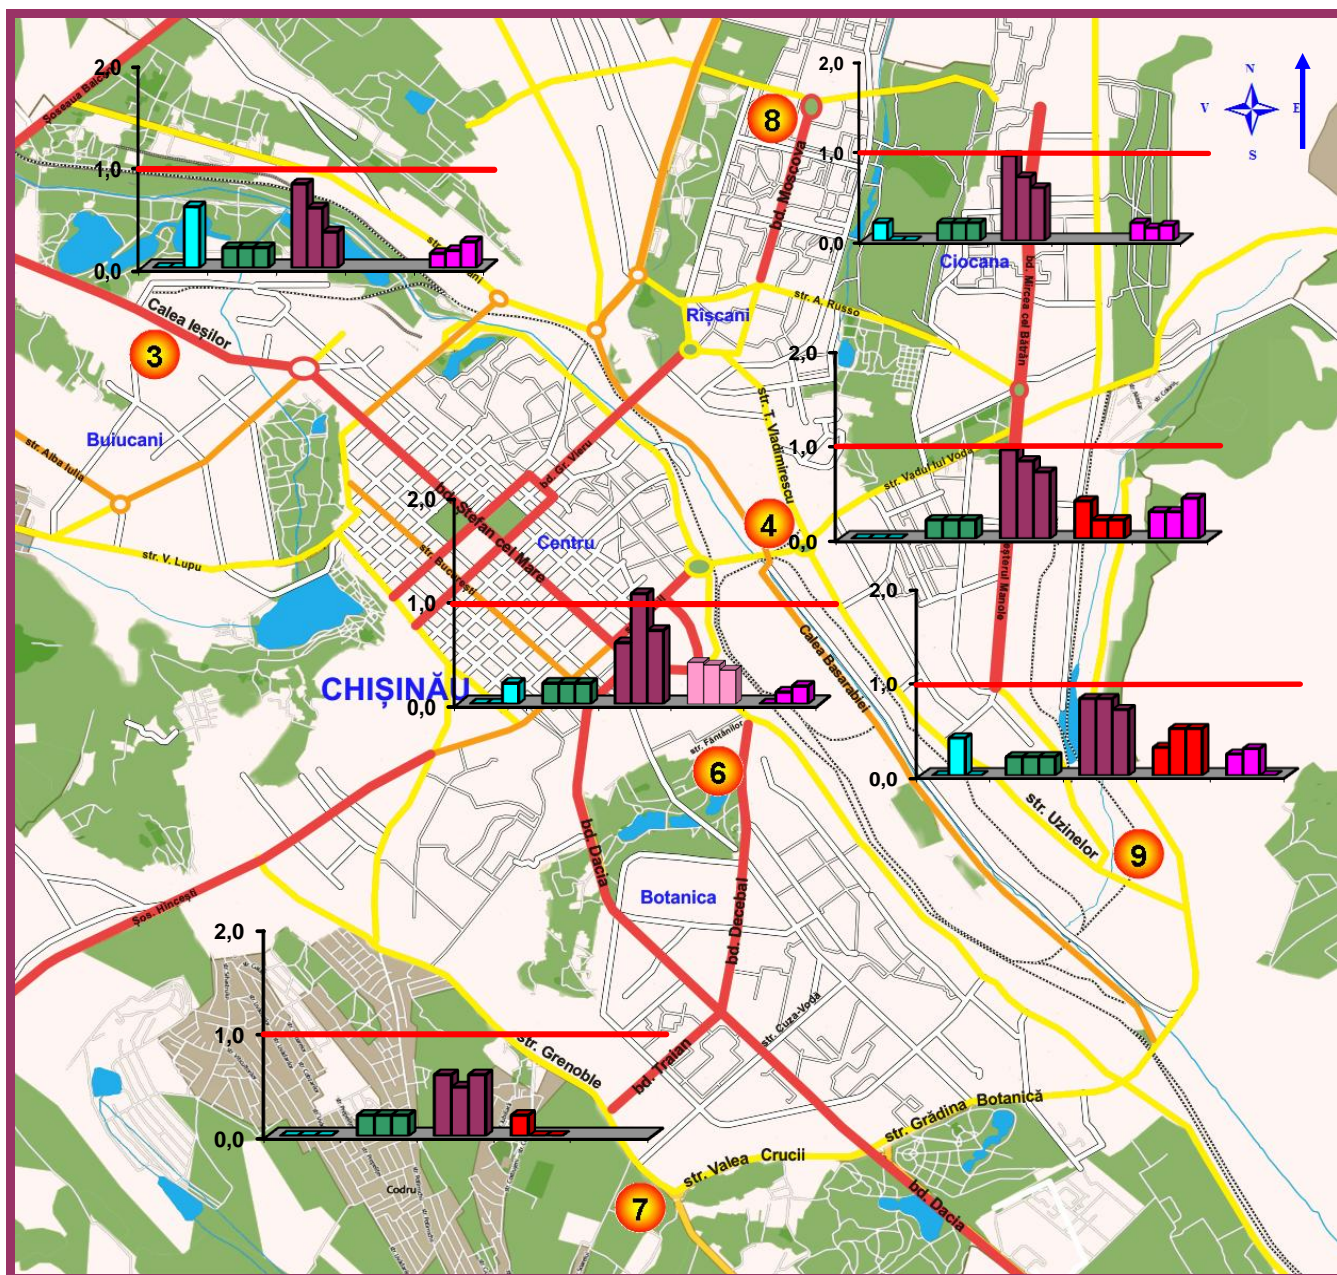 Șoseaua Balc
2,0
1,0
0,0
2,0
1,0
0,0
8
bd. Moscova
N
V
E
S
Ciocana
bd. Mircea cel Bătrân
str. A. Russo
Rîșcani
Calea Ieșilor
3
Buiucani
str. Alba Iulia
str. V. Lupu
bd. Gr. Vieru
bd. Ștefan cel Mare
str. București
Centru
str. T. Vladimirescu
str. Vadul lui Vodă
2,0
1,0
0,0
4
2,0
1,0
0,0
CHIȘINĂU
Calea Basarabiei
2,0
1,0
0,0
șterul Manole
str. Fântânilor
6
str. Uzinelor
9
bd. Dacia
Botanica
bd. Decebal
Șos. Hîncești
2,0
1,0
0,0
str. Grenoble
bd. Traian
str. Cuza-Vodă
str. Grădina Botanică
str. Valea Crucii
bd. Dacia
Codru
7